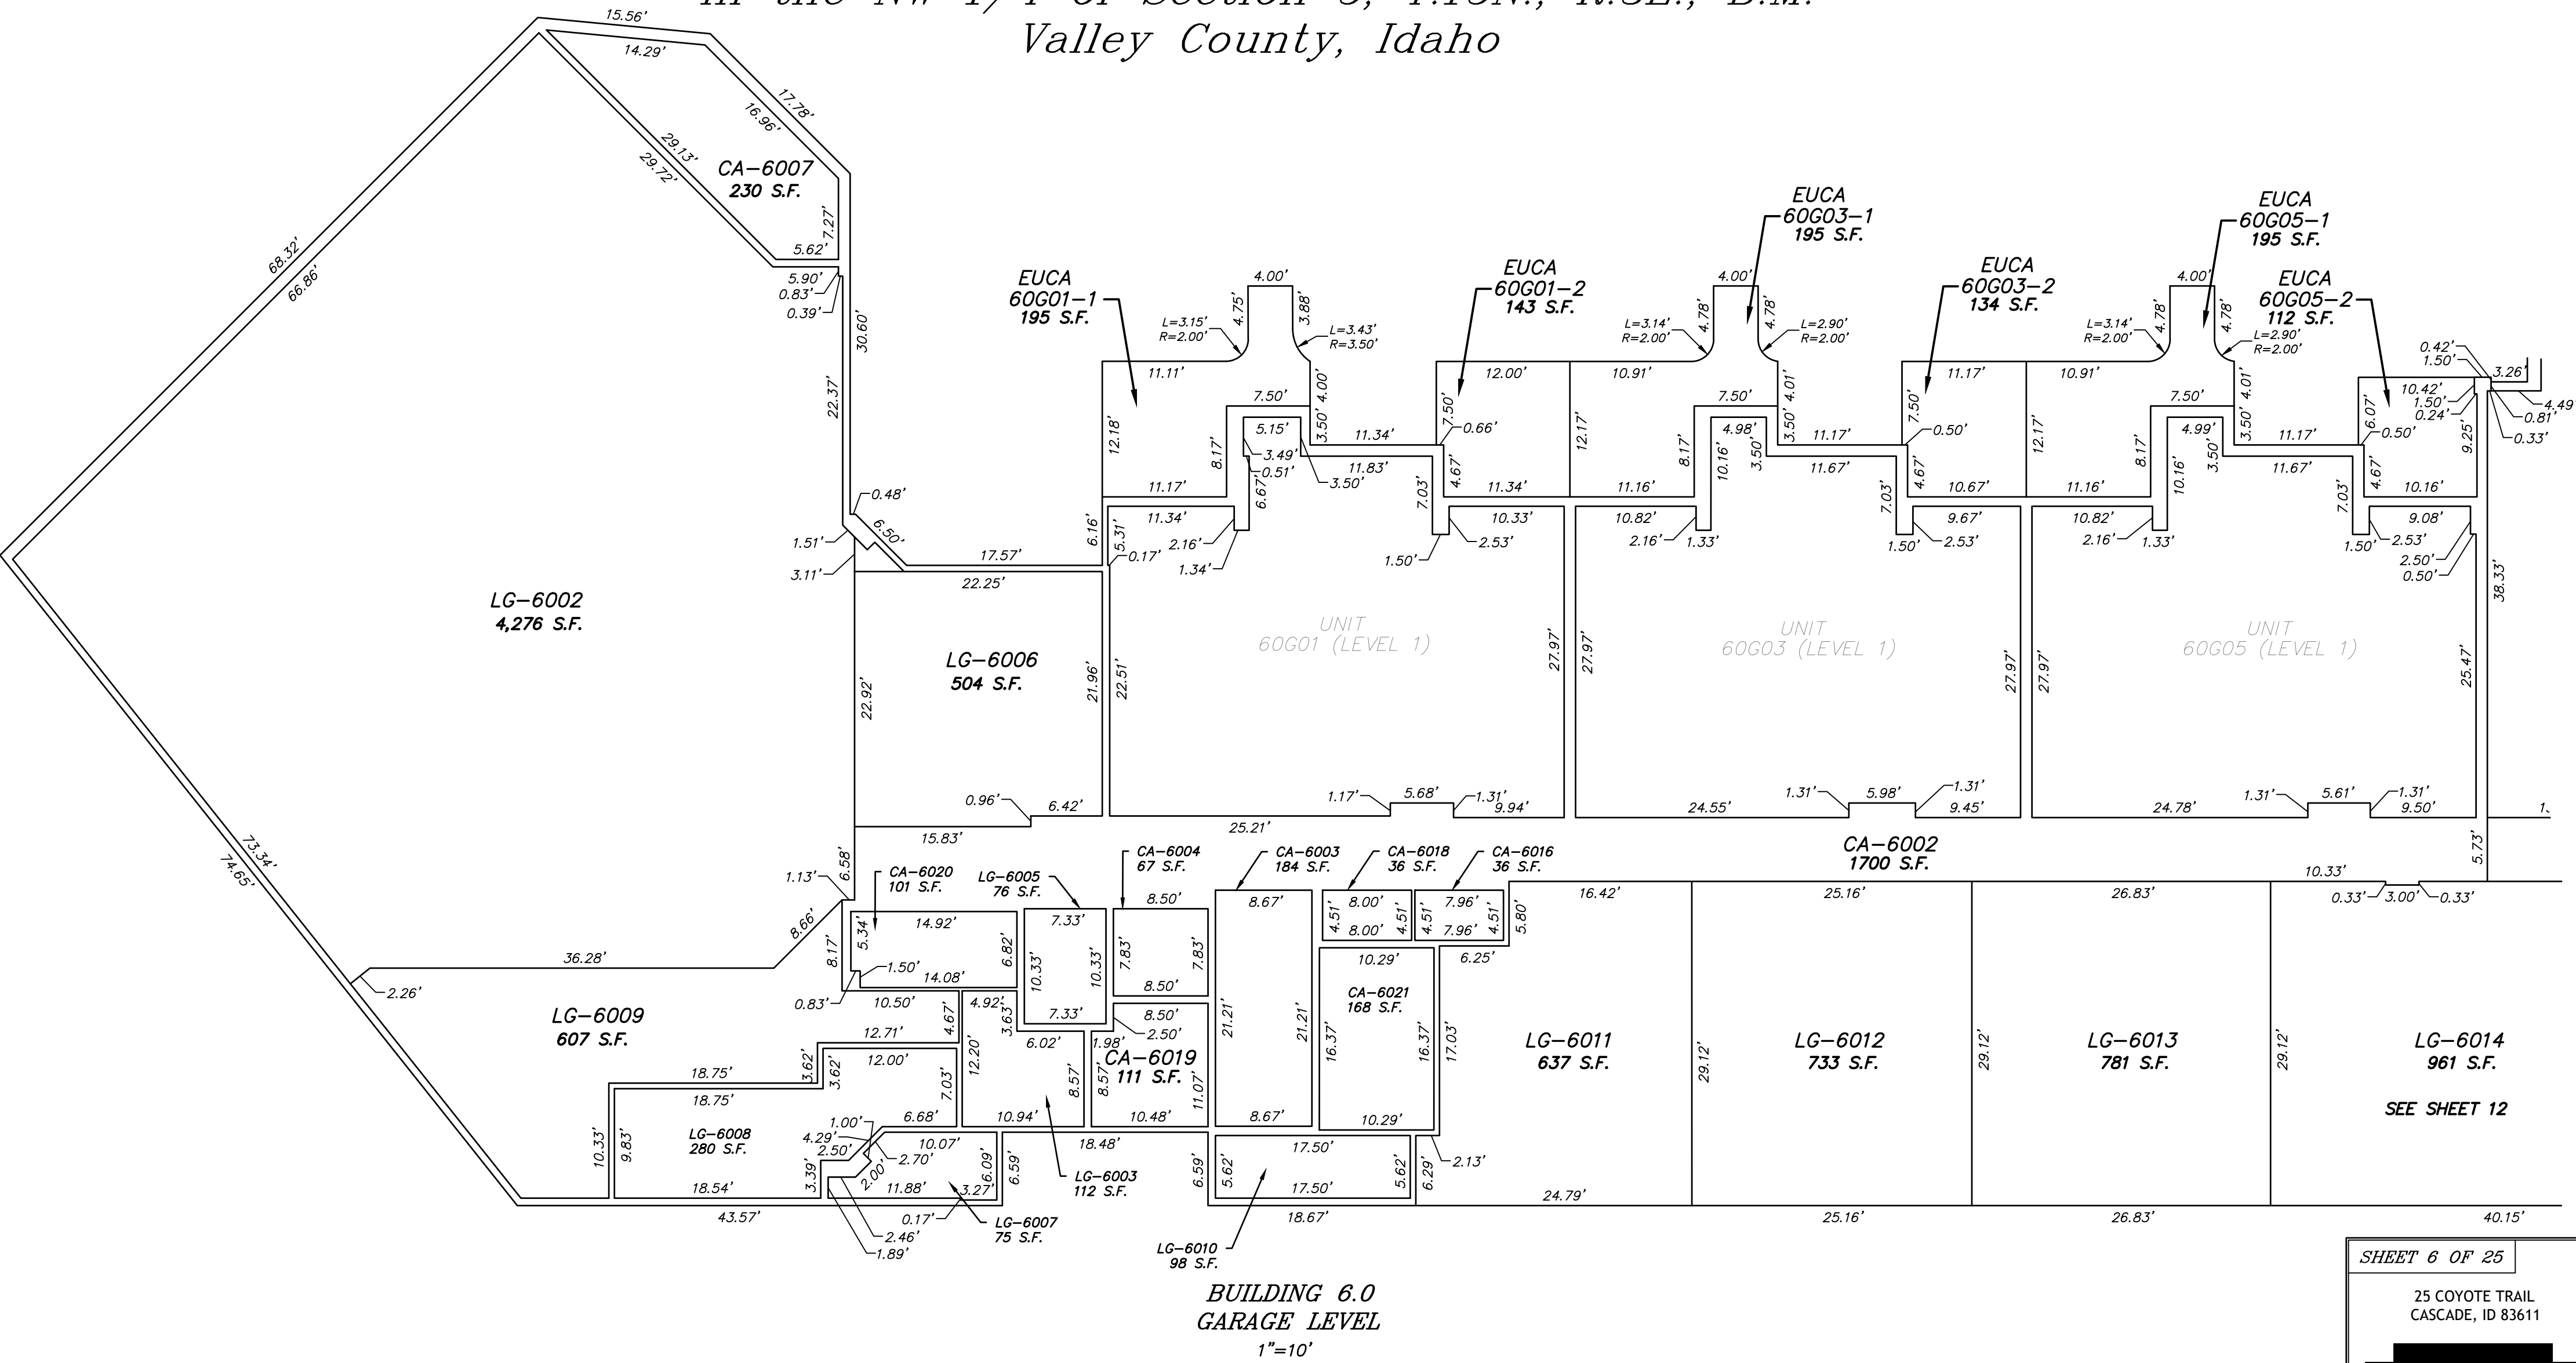 Valley County, Idaho
15.56'
14.29'
17.78'
16.96'
29.13'
29.72'
CA-6007
230 S.F.
7.27'
5.62'
5.90'
0.83'
0.39'
68.32'
66.86'
30.60'
22.37'
0.48'
6.50'
1.51'
3.11'
17.57'
22.25'
LG-6002
4,276 S.F.
LG-6006
504 S.F.
22.92'
21.96'
0.96'
6.42'
15.83'
6.58'
1.13'
8.66'
73.34'
74.65'
36.28'
2.26'
LG-6009
607 S.F.
EUCA
60G01-1
195 S.F.
4.00'
4.75'
3.88'
L=3.15'
R=2.00'
L=3.43'
R=3.50'
11.11'
12.18'
7.50'
4.00'
3.50'
8.17'
5.15'
3.49'
0.51'
6.67'
3.50'
11.34'
11.83'
11.17'
11.34'
6.16'
5.31'
0.17'
2.16'
1.34'
EUCA
60G01-2
143 S.F.
12.00'
7.50'
0.66'
4.67'
7.03'
11.34'
10.33'
2.53'
1.50'
12.17'
UNIT
60G01 (LEVEL 1)
22.51'
27.97'
1.17'
5.68'
1.31'
9.94'
25.21'
EUCA
60G03-1
195 S.F.
4.00'
4.78'
4.78'
L=3.14'
R=2.00'
L=2.90'
R=2.00'
10.91'
7.50'
4.01'
3.50'
8.17'
4.98'
10.16'
3.50'
11.17'
11.67'
11.16'
10.82'
2.16'
1.33'
EUCA
60G03-2
134 S.F.
11.17'
7.50'
0.50'
4.67'
7.03'
10.67'
9.67'
2.53'
1.50'
12.17'
UNIT
60G03 (LEVEL 1)
27.97'
27.97'
24.55'
1.31'
5.98'
1.31'
9.45'
EUCA
60G05-1
195 S.F.
4.00'
4.78'
4.78'
L=3.14'
R=2.00'
L=2.90'
R=2.00'
10.91'
7.50'
4.01'
3.50'
8.17'
4.99'
10.16'
3.50'
11.17'
11.67'
11.16'
10.82'
2.16'
1.33'
EUCA
60G05-2
112 S.F.
0.42'
1.50'
3.26'
10.42'
1.50'
0.24'
6.07'
0.50'
4.67'
7.03'
9.25'
4.49
0.81'
0.33'
10.16'
9.08'
2.53'
1.50'
2.50'
0.50'
UNIT
60G05 (LEVEL 1)
27.97'
25.47'
38.33'
24.78'
1.31'
5.61'
1.31'
9.50'
5.73'
CA-6002
1700 S.F.
CA-6020
101 S.F.
5.34'
14.92'
6.82'
8.17'
1.50'
14.08'
0.83'
10.50'
LG-6005
76 S.F.
7.33'
10.33'
10.33'
7.33'
CA-6004
67 S.F.
8.50'
7.83'
7.83'
8.50'
CA-6003
184 S.F.
8.67'
21.21'
21.21'
8.67'
CA-6018
36 S.F.
8.00'
4.51'
4.51'
8.00'
CA-6016
36 S.F.
7.96'
4.51'
4.51'
7.96'
5.80'
6.25'
10.29'
CA-6021
168 S.F.
16.37'
16.37'
17.03'
10.29'
4.92'
3.63'
4.67'
12.20'
6.02'
8.57'
10.94'
8.50'
2.50'
1.98'
CA-6019
111 S.F.
8.57'
11.07'
10.48'
12.71'
12.00'
3.62'
3.62'
7.03'
18.75'
18.75'
10.33'
9.83'
LG-6008
280 S.F.
6.68'
1.00'
4.29'
2.50'
3.39'
2.00'
2.70'
10.07'
6.09'
6.59'
11.88'
3.27'
18.54'
43.57'
0.17'
2.46'
1.89'
LG-6007
75 S.F.
LG-6003
112 S.F.
18.48'
6.59'
17.50'
5.62'
5.62'
17.50'
6.29'
2.13'
18.67'
LG-6010
98 S.F.
LG-6011
637 S.F.
16.42'
24.79'
29.12'
LG-6012
733 S.F.
25.16'
25.16'
29.12'
LG-6013
781 S.F.
26.83'
26.83'
29.12'
10.33'
0.33'
3.00'
0.33'
LG-6014
961 S.F.
SEE SHEET 12
40.15'
BUILDING 6.0
GARAGE LEVEL
1"=10'
SHEET 6 OF 25
25 COYOTE TRAIL
CASCADE, ID 83611